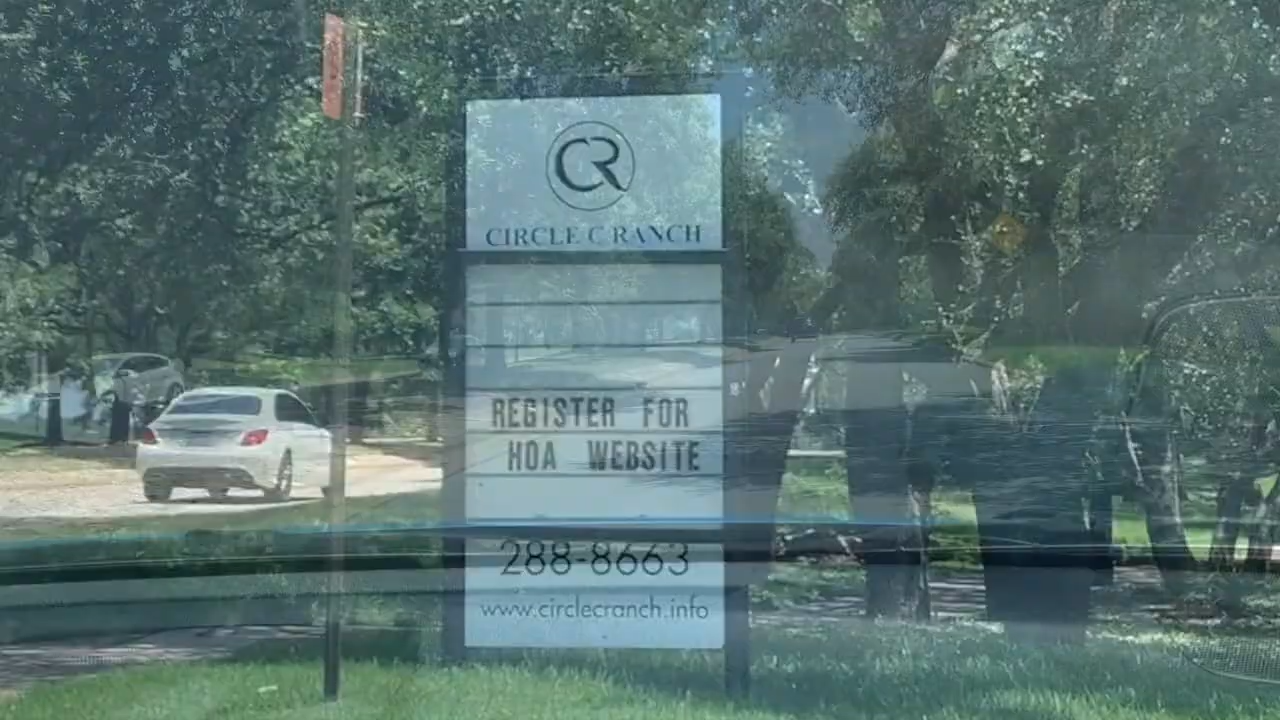 CR
CIRCLE C RANCH
REGISTER FOR
HOA WEBSITE
288-8663
www.circlecranch.info